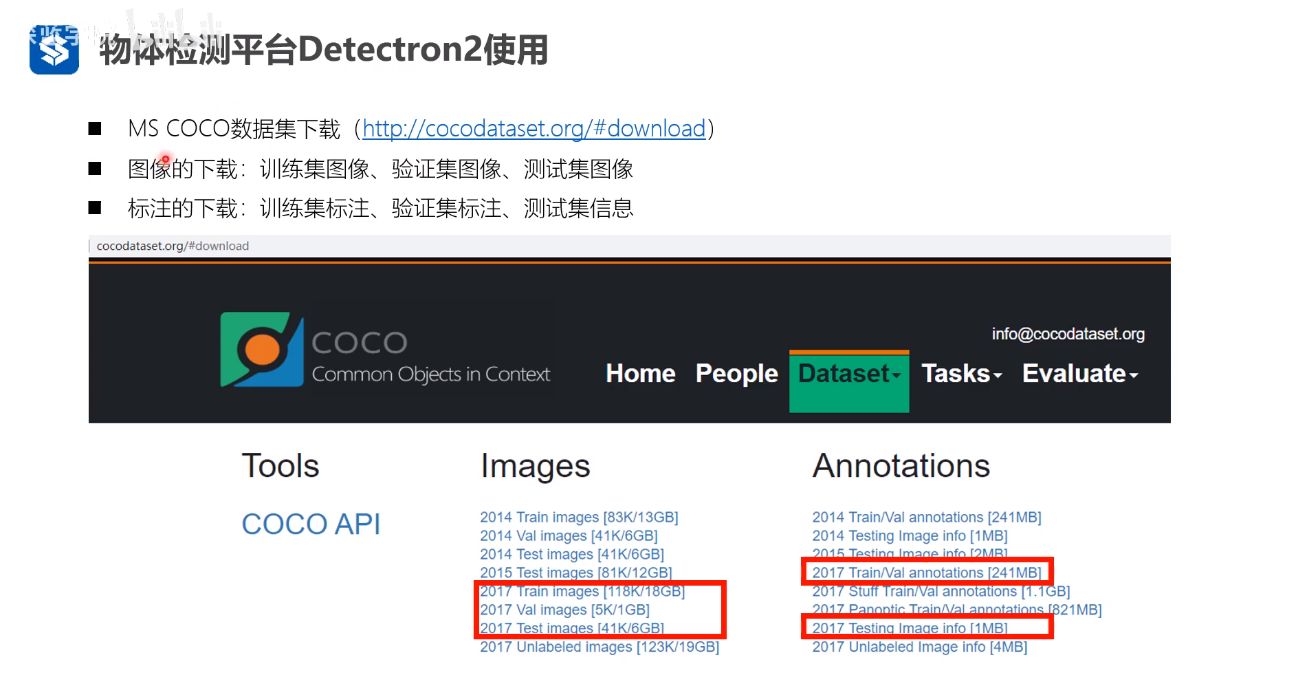 物体检测平台Detectron2使用
MS COCO数据集下载（http://cocodataset.org/#download）
图像的下载：训练集图像、验证集图像、测试集图像
标注的下载：训练集标注、验证集标注、测试集信息
cocodataset.org/#download
COCO
Common Objects in Context
info@cocodataset.org
Home People Dataset Tasks Evaluate
Tools
COCO API
Images
2014 Train images [83K/13GB]
2014 Val images [41K/6GB]
2014 Test images [41K/6GB]
2015 Test images [81K/12GB]
2017 Train images [118K/18GB]
2017 Val images [5K/1GB]
2017 Test images [41K/6GB]
2017 Unlabeled images [123K/19GB]
Annotations
2014 Train/Val annotations [241MB]
2014 Testing Image info [1MB]
2015 Testing Image info [2MB]
2017 Train/Val annotations [241MB]
2017 Stuff Train/Val annotations [1.1GB]
2017 Panoptic Train/Val annotations [821MB]
2017 Testing Image info [1MB]
2017 Unlabeled Image info [4MB]